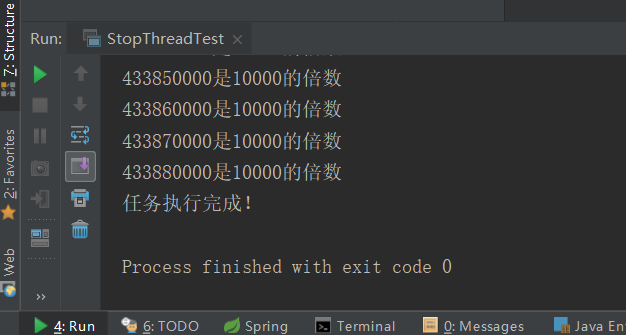 Run: StopThreadTest ×
7: Structure
433850000是10000的倍数
433860000是10000的倍数
433870000是10000的倍数
433880000是10000的倍数
任务执行完成!
2: Favorites
Web
Process finished with exit code 0
4: Run 6: TODO Spring Terminal 0: Messages Java En